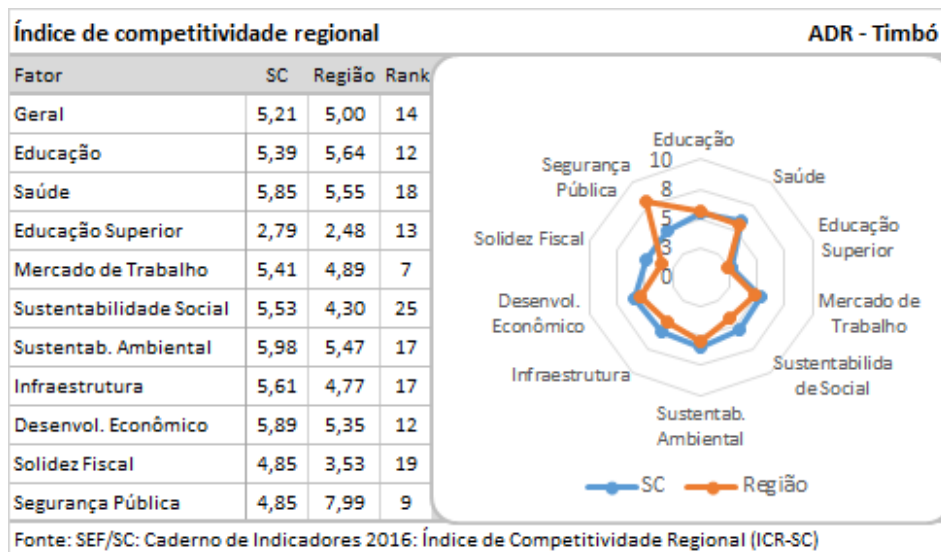 Índice de competitividade regional ADR - Timbó
Fator SC Região Rank
Geral 5,21 5,00 14
Educação 5,39 5,64 12
Saúde 5,85 5,55 18
Educação Superior 2,79 2,48 13
Mercado de Trabalho 5,41 4,89 7
Sustentabilidade Social 5,53 4,30 25
Sustentab. Ambiental 5,98 5,47 17
Infraestrutura 5,61 4,77 17
Desenvol. Econômico 5,89 5,35 12
Solidez Fiscal 4,85 3,53 19
Segurança Pública 4,85 7,99 9
Educação
10
8
5
3
0
Saúde
Educação
Superior
Mercado de
Trabalho
Sustentabilida
de Social
Sustentab.
Ambiental
Infraestrutura
Desenvol.
Econômico
Solidez Fiscal
Segurança
Pública
SC Região
Fonte: SEF/SC: Caderno de Indicadores 2016: Índice de Competitividade Regional (ICR-SC)